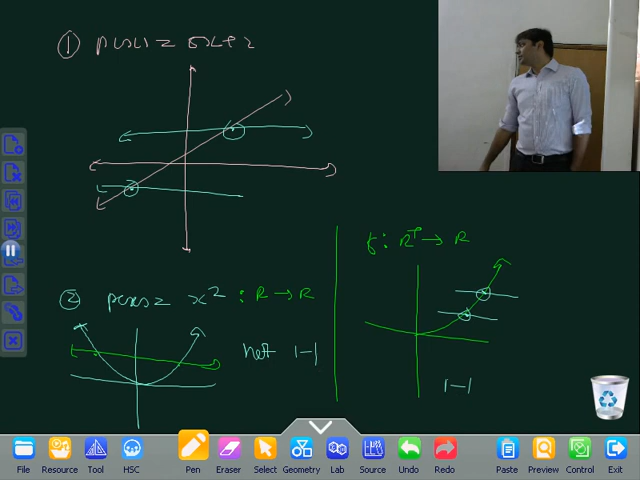 ① p(x) = 5x+2
② p(x) = x² : R → R
not 1-1
f : R⁺ → R
1-1
File
Resource
Tool
HSC
Pen
Eraser
Select
Geometry
Lab
Source
Undo
Redo
Paste
Preview
Control
Exit